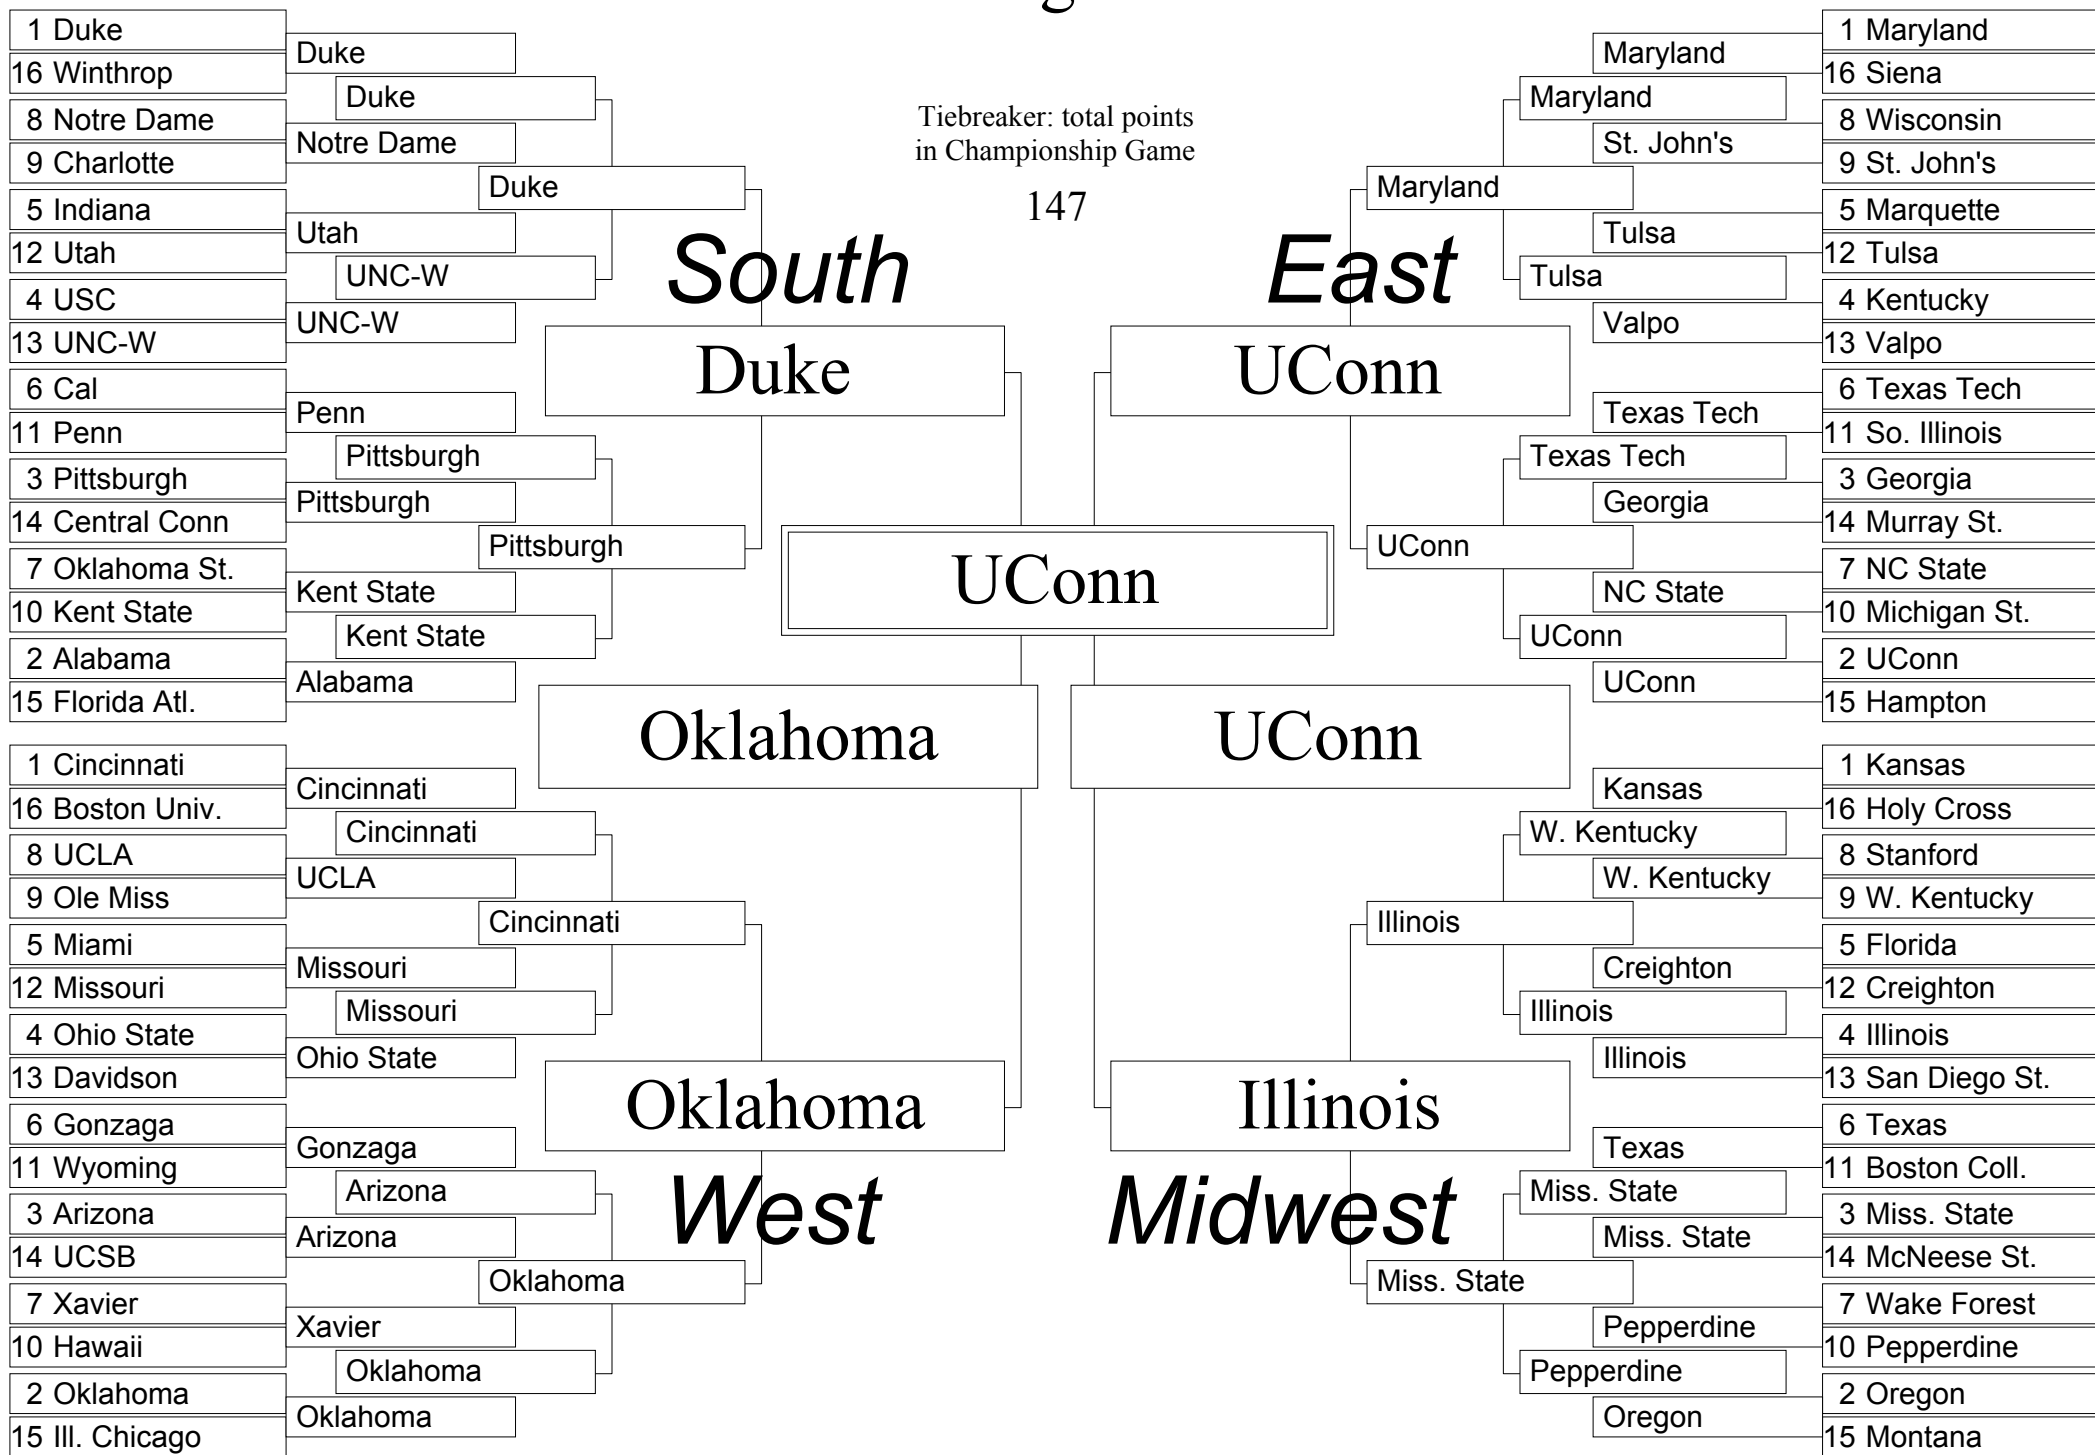 g
1 Duke
16 Winthrop
8 Notre Dame
9 Charlotte
5 Indiana
12 Utah
4 USC
13 UNC-W
6 Cal
11 Penn
3 Pittsburgh
14 Central Conn
7 Oklahoma St.
10 Kent State
2 Alabama
15 Florida Atl.
Duke
Notre Dame
Utah
UNC-W
Penn
Pittsburgh
Kent State
Alabama
Duke
UNC-W
Pittsburgh
Kent State
Duke
Pittsburgh
South
Duke
1 Cincinnati
16 Boston Univ.
8 UCLA
9 Ole Miss
5 Miami
12 Missouri
4 Ohio State
13 Davidson
6 Gonzaga
11 Wyoming
3 Arizona
14 UCSB
7 Xavier
10 Hawaii
2 Oklahoma
15 Ill. Chicago
Cincinnati
UCLA
Missouri
Ohio State
Gonzaga
Arizona
Xavier
Oklahoma
Cincinnati
Missouri
Arizona
Oklahoma
Cincinnati
Oklahoma
Oklahoma
West
Tiebreaker: total points
in Championship Game
147
UConn
Oklahoma
UConn
East
UConn
Maryland
UConn
Maryland
Tulsa
Texas Tech
UConn
Maryland
St. John's
Tulsa
Valpo
Texas Tech
Georgia
NC State
UConn
1 Maryland
16 Siena
8 Wisconsin
9 St. John's
5 Marquette
12 Tulsa
4 Kentucky
13 Valpo
6 Texas Tech
11 So. Illinois
3 Georgia
14 Murray St.
7 NC State
10 Michigan St.
2 UConn
15 Hampton
Illinois
Midwest
Illinois
Miss. State
W. Kentucky
Illinois
Miss. State
Pepperdine
Kansas
W. Kentucky
Creighton
Illinois
Texas
Miss. State
Pepperdine
Oregon
1 Kansas
16 Holy Cross
8 Stanford
9 W. Kentucky
5 Florida
12 Creighton
4 Illinois
13 San Diego St.
6 Texas
11 Boston Coll.
3 Miss. State
14 McNeese St.
7 Wake Forest
10 Pepperdine
2 Oregon
15 Montana